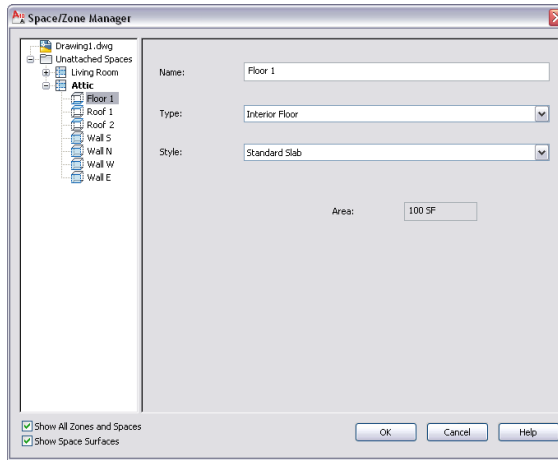 Space/Zone Manager
Drawing1.dwg
Unattached Spaces
Living Room
Attic
Floor 1
Roof 1
Roof 2
Wall S
Wall N
Wall W
Wall E
Name:
Floor 1
Type:
Interior Floor
Style:
Standard Slab
Area:
100 SF
Show All Zones and Spaces
Show Space Surfaces
OK
Cancel
Help